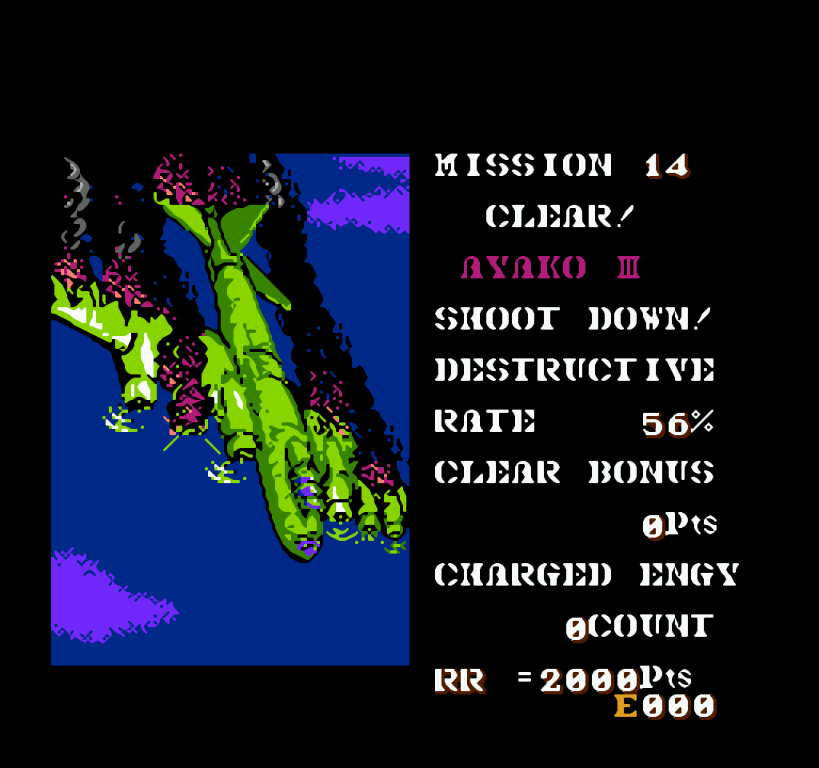 MISSION 14
CLEAR!
AYAKO Ⅲ
SHOOT DOWN!
DESTRUCTIVE
RATE 56%
CLEAR BONUS
0Pts
CHARGED ENGY
0COUNT
RR =2000Pts
E000